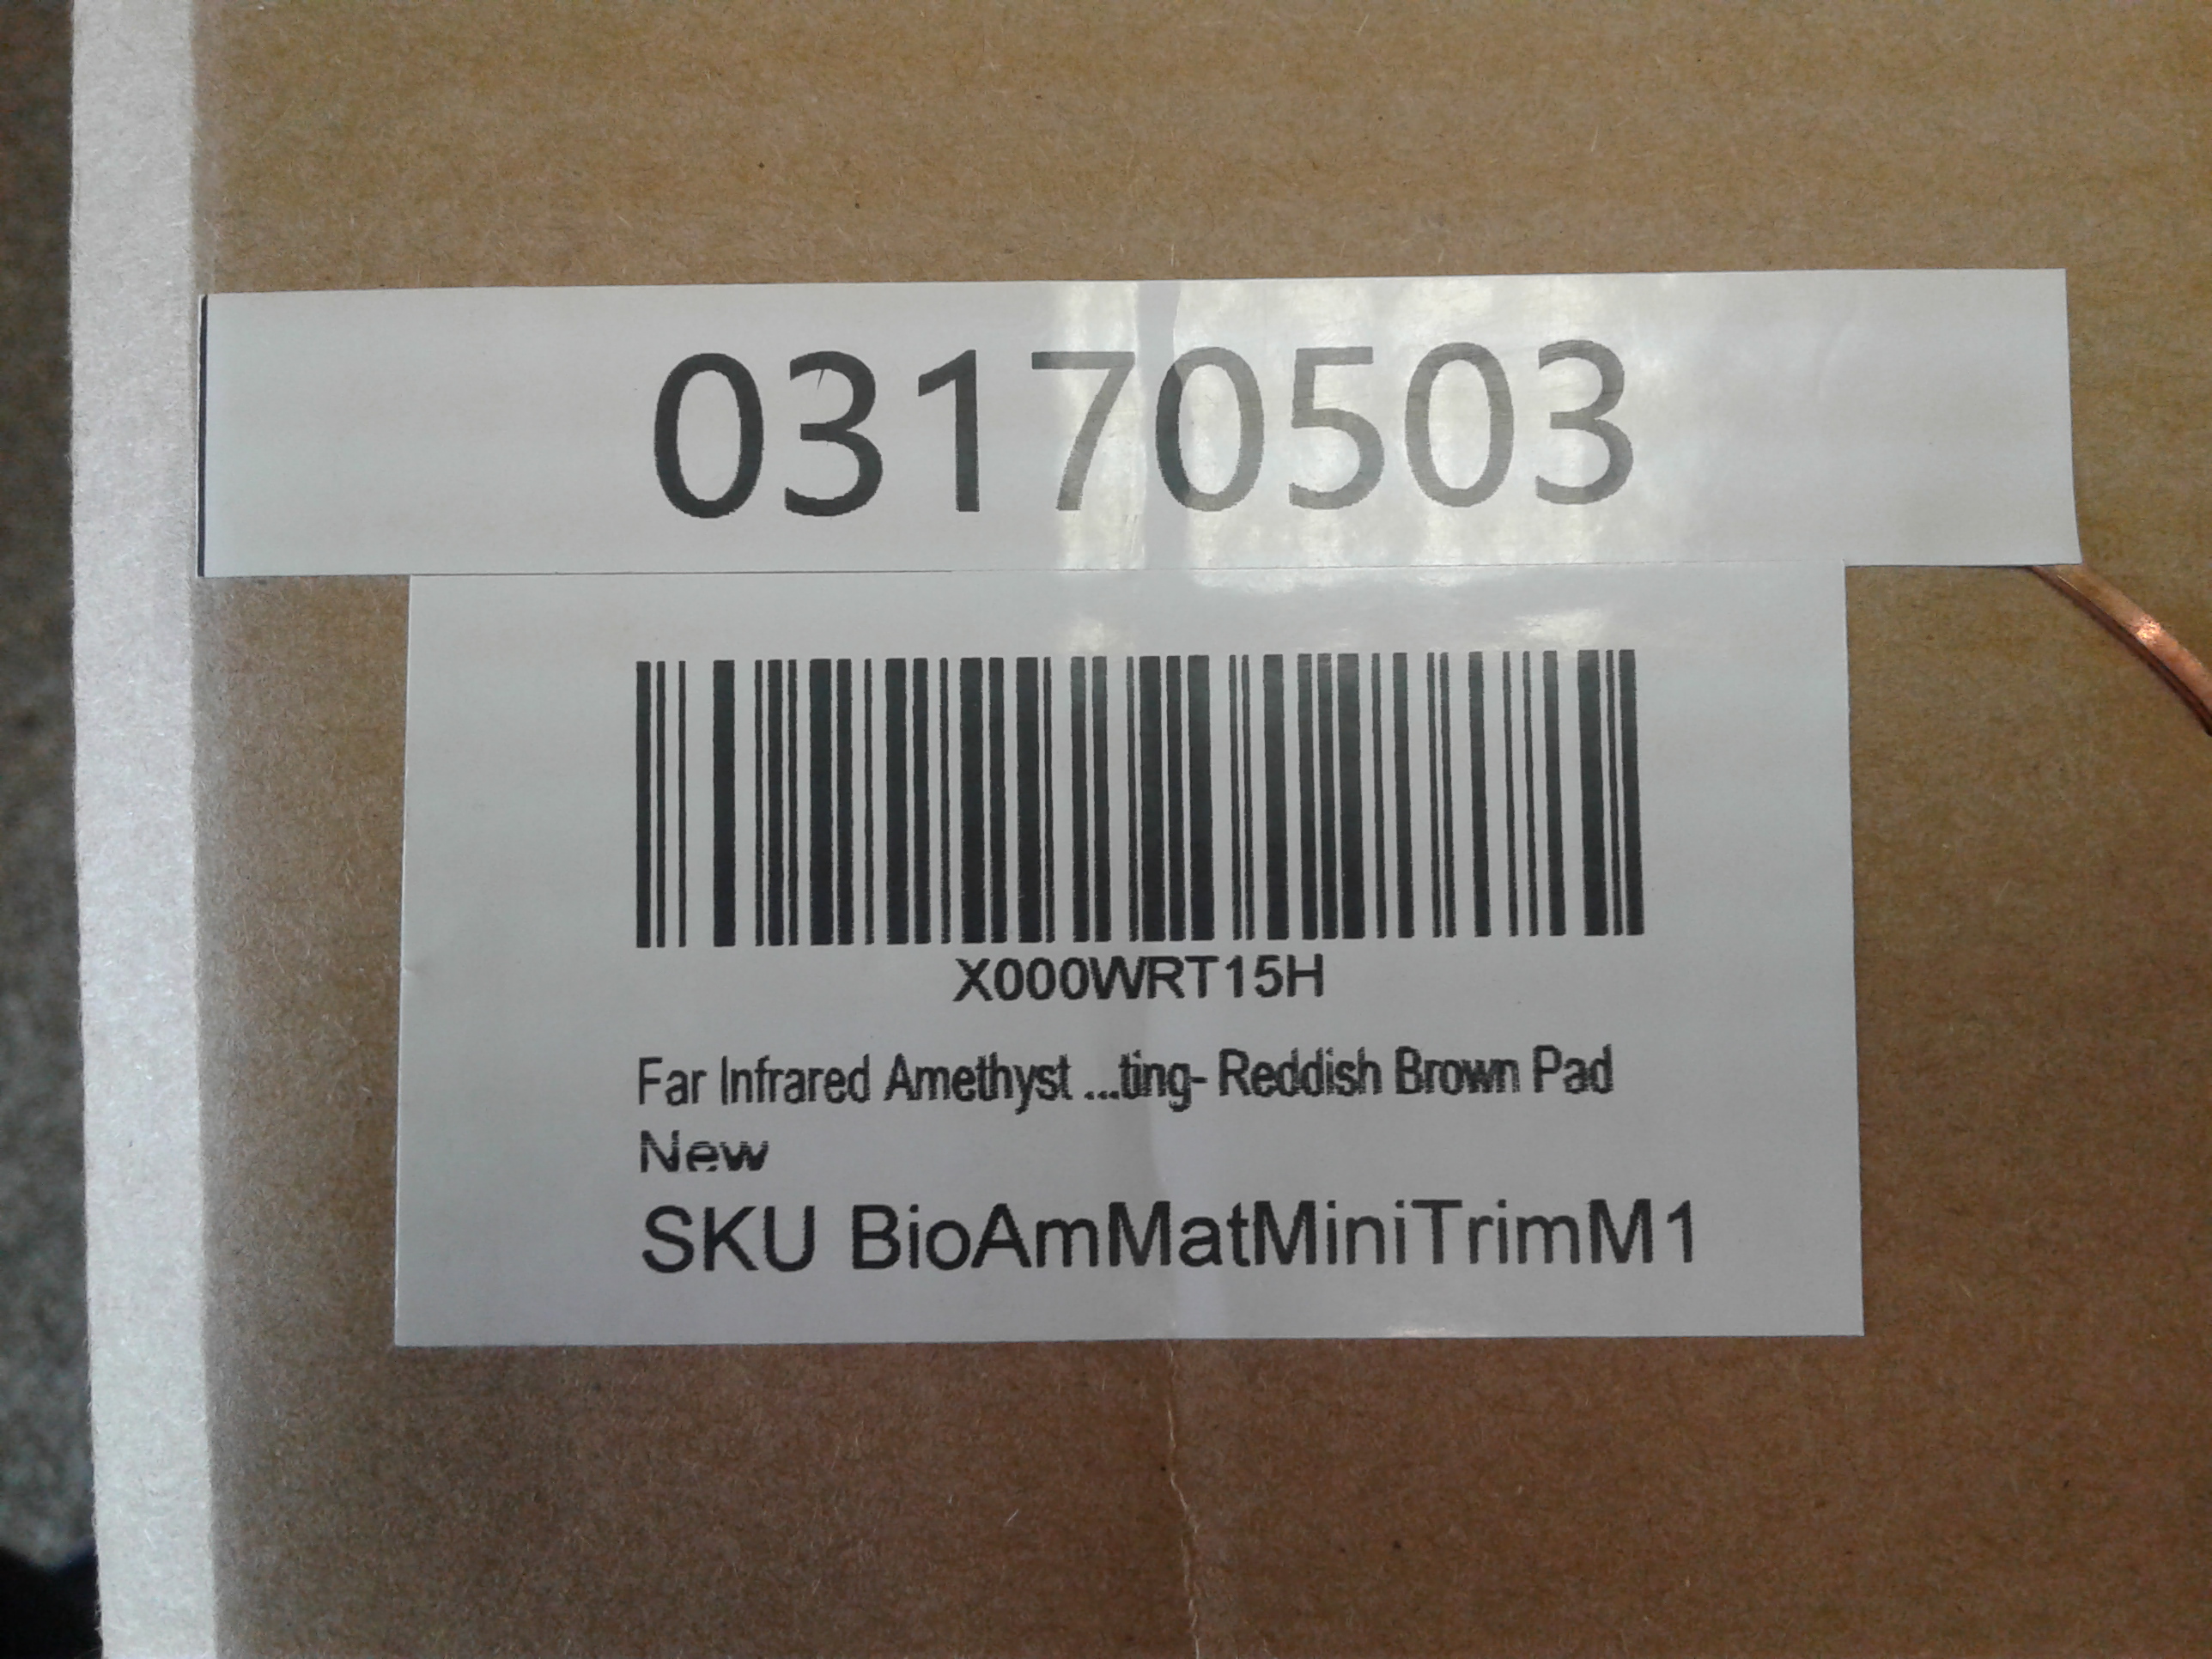 03170503
X000WRT15H
Far Infrared Amethyst ...ting- Reddish Brown Pad
New
SKU BioAmMatMiniTrimM1